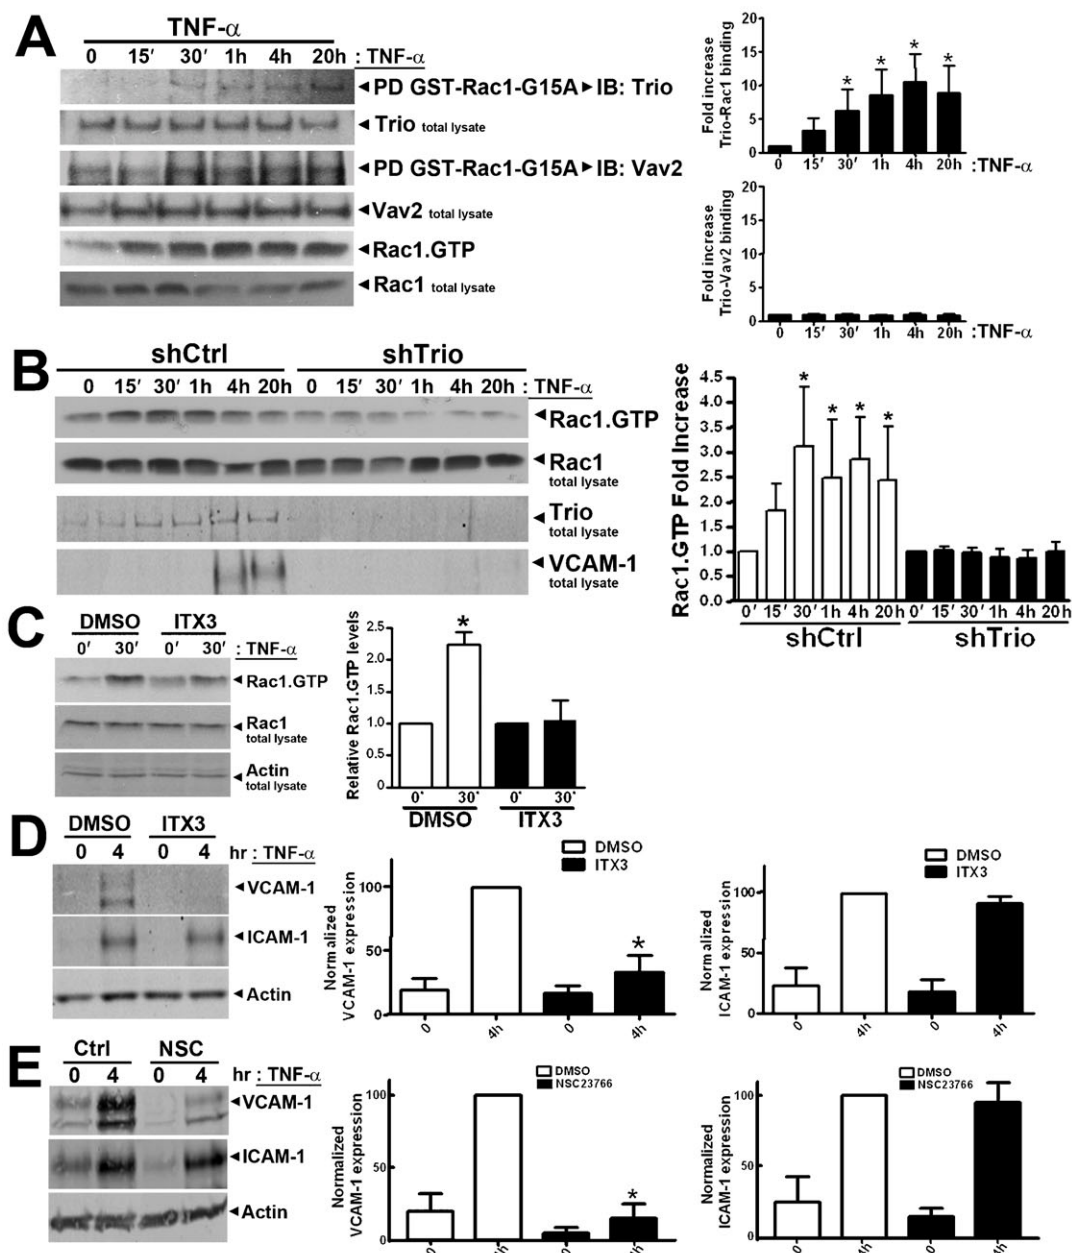 A
TNF-α
0 15′ 30′ 1h 4h 20h : TNF-α
PD GST-Rac1-G15A IB: Trio
Trio total lysate
PD GST-Rac1-G15A IB: Vav2
Vav2 total lysate
Rac1.GTP
Rac1 total lysate
Fold increase
Trio-Rac1 binding
20
15
10
5
0
* * * *
0 15′ 30′ 1h 4h 20h :TNF-α
Fold increase
Trio-Vav2 binding
20
15
10
5
0
0 15′ 30′ 1h 4h 20h :TNF-α
B
shCtrl shTrio
0 15′ 30′ 1h 4h 20h 0 15′ 30′ 1h 4h 20h : TNF-α
Rac1.GTP
Rac1
total lysate
Trio
total lysate
VCAM-1
total lysate
Rac1.GTP Fold Increase
4.5
4.0
3.5
3.0
2.5
2.0
1.5
1.0
0.5
0.0
* * * *
0′ 15′ 30′ 1h 4h 20h 0′ 15′ 30′ 1h 4h 20h
shCtrl shTrio
C
DMSO ITX3
0′ 30′ 0′ 30′ : TNF-α
Rac1.GTP
Rac1
total lysate
Actin
total lysate
Relative Rac1.GTP levels
2.5
2.0
1.5
1.0
0.5
0
*
0' 30' 0' 30'
DMSO ITX3
D
DMSO ITX3
0 4 0 4 hr : TNF-α
VCAM-1
ICAM-1
Actin
Normalized
VCAM-1 expression
100
50
0
DMSO
ITX3
*
0 4h 0 4h
Normalized
ICAM-1 expression
100
50
0
DMSO
ITX3
0 4h 0 4h
E
Ctrl NSC
0 4 0 4 hr : TNF-α
VCAM-1
ICAM-1
Actin
Normalized
VCAM-1 expression
100
50
0
DMSO
NSC23766
*
0 4h 0 4h
Normalized
ICAM-1 expression
100
50
0
DMSO
NSC23766
0 4h 0 4h